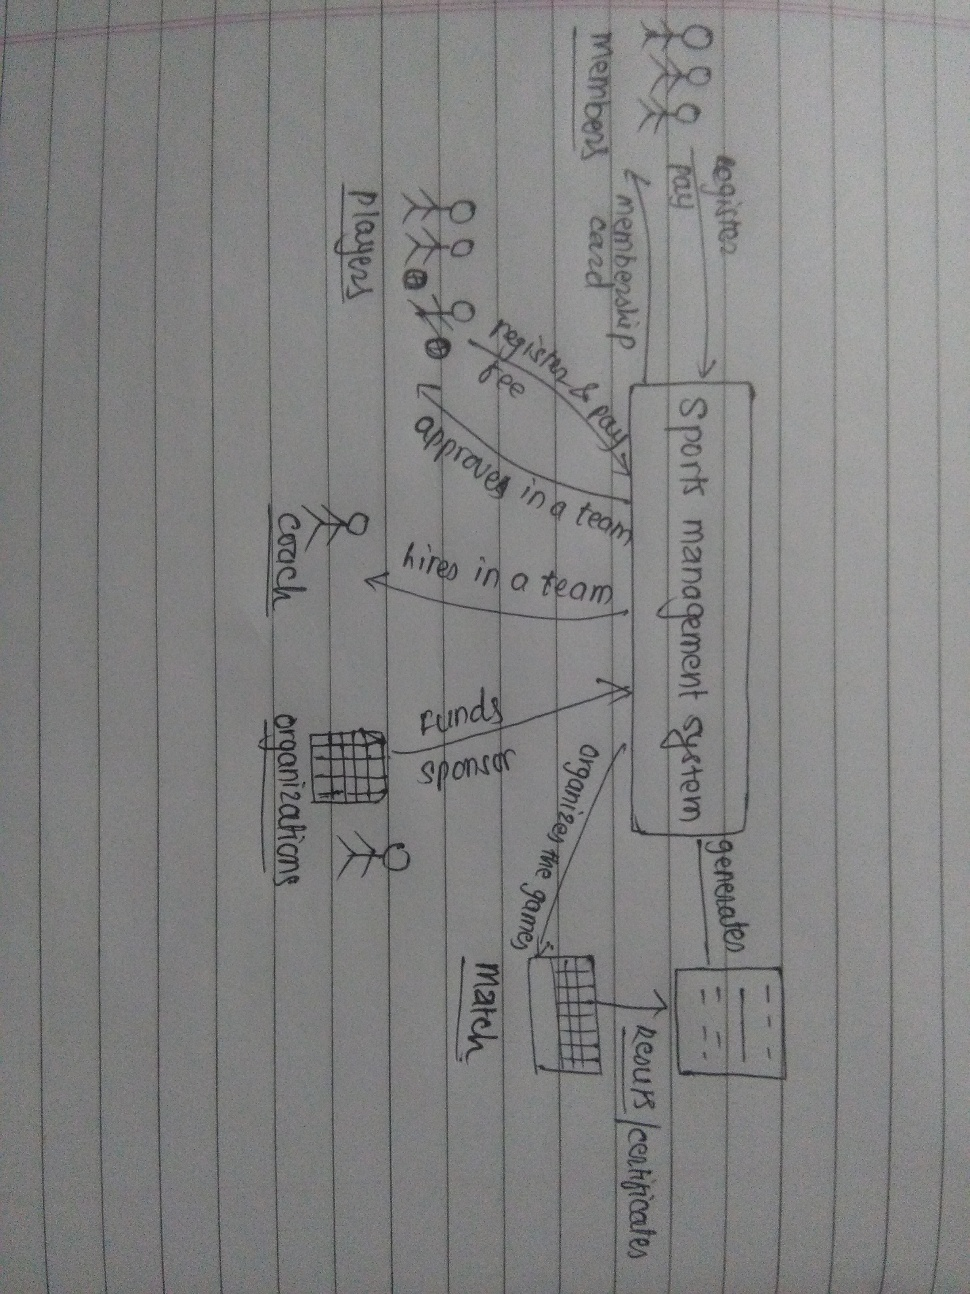 Members
register
pay
membership
card
Sports management system
generates
results/certificates
players
register & pay
fee
approves in a team
coach
hires in a team
organizations
Funds
sponsor
organizes the games
Match